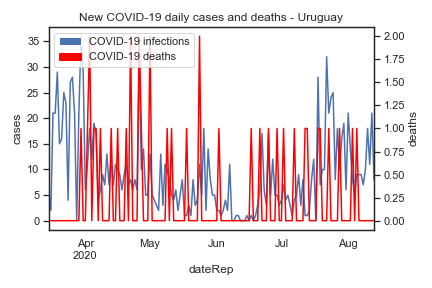 New COVID-19 daily cases and deaths - Uruguay
COVID-19 infections
COVID-19 deaths
35
30
25
20
15
10
5
0
cases
2.00
1.75
1.50
1.25
1.00
0.75
0.50
0.25
0.00
deaths
Apr
2020
May
Jun
Jul
Aug
dateRep